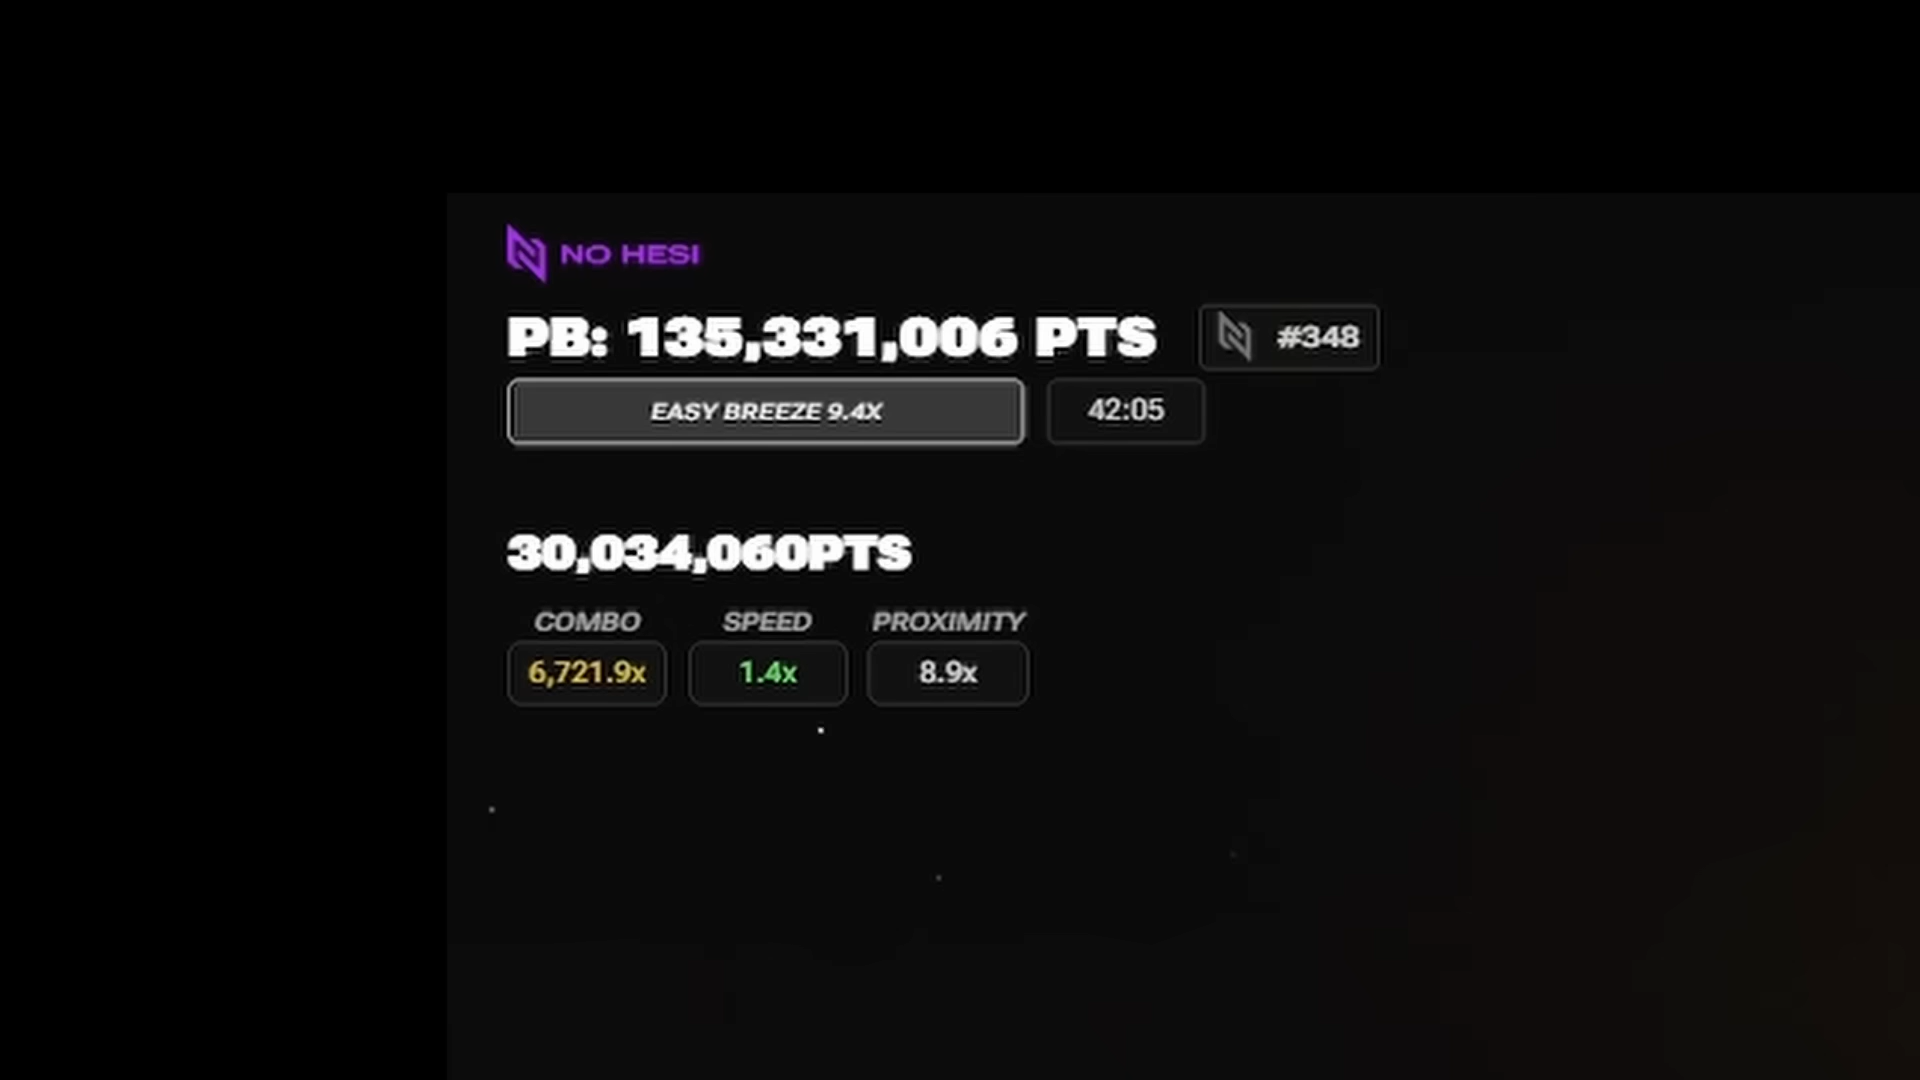 NO HESI
PB: 135,331,006 PTS #348
EASY BREEZE 9.4X 42:05
30,034,060PTS
COMBO SPEED PROXIMITY
6,721.9x 1.4x 8.9x